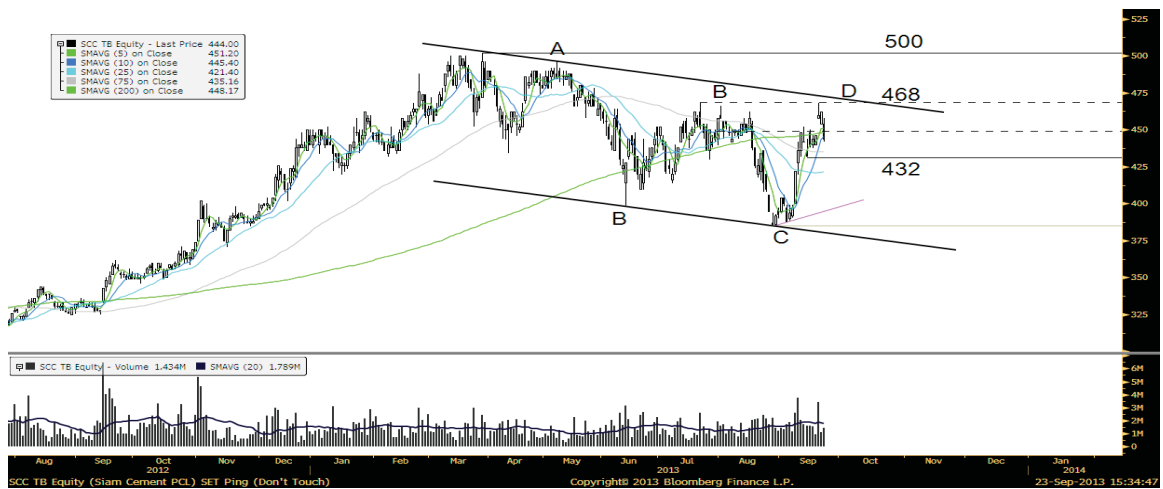 SCC TB Equity - Last Price 444.00
SMAVG (5) on Close 451.20
SMAVG (10) on Close 445.40
SMAVG (25) on Close 421.40
SMAVG (75) on Close 435.16
SMAVG (200) on Close 448.17
A
500
B
D
468
432
B
C
525
500
475
450
425
400
375
350
325
SCC TB Equity - Volume 1.434M SMAVG (20) 1.789M
6M
5M
4M
3M
2M
1M
0
Aug Sep Oct Nov Dec Jan Feb Mar Apr May Jun Jul Aug Sep Oct Nov Dec Jan
2012 2013 2014
SCC TB Equity (Siam Cement PCL) SET Ping (Don't Touch) Copyright© 2013 Bloomberg Finance L.P. 23-Sep-2013 15:34:47